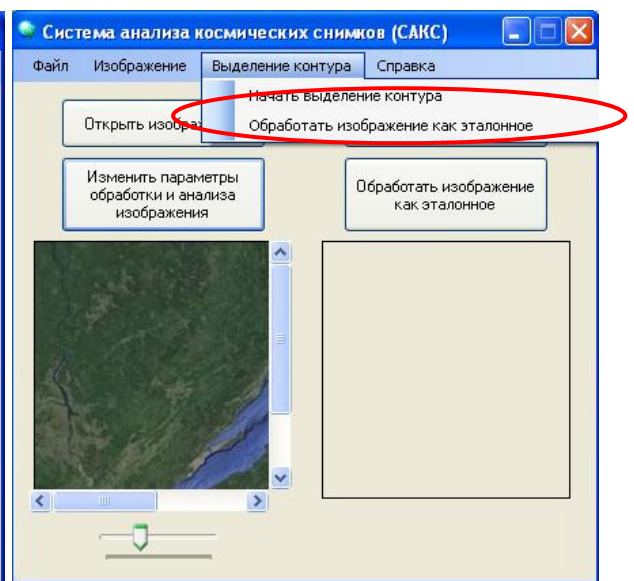 Система анализа космических снимков (САКС)
Файл Изображение Выделение контура Справка
Начать выделение контура
Обработать изображение как эталонное
Открыть изобра
Изменить параметры
обработки и анализа
изображения
Обработать изображение
как эталонное